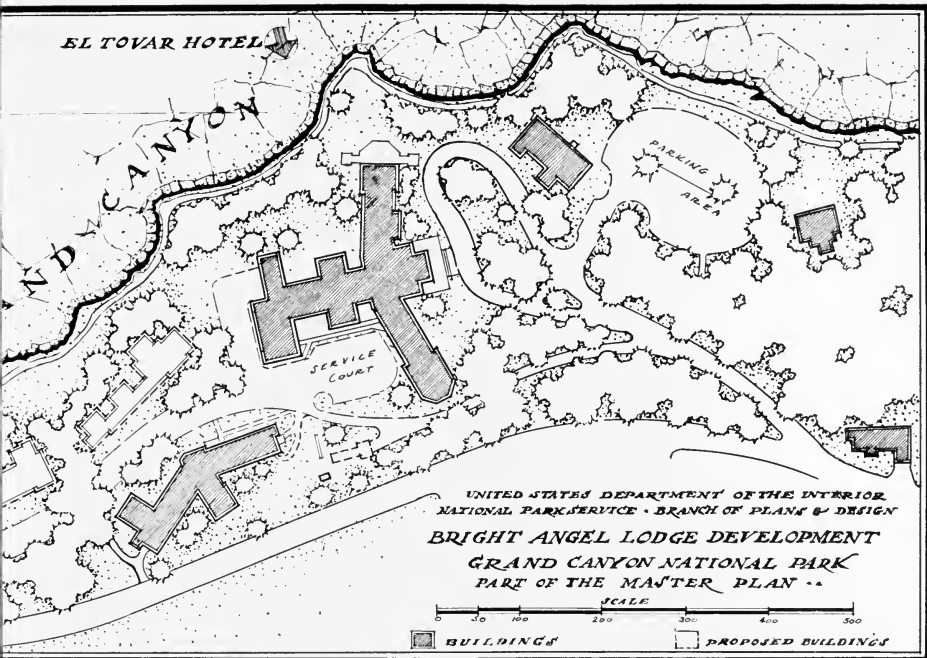 EL TOVAR HOTEL
AND CANYON
PARKING
AREA
SERVICE
COURT
UNITED STATES DEPARTMENT OF THE INTERIOR
NATIONAL PARK SERVICE · BRANCH OF PLANS & DESIGN
BRIGHT ANGEL LODGE DEVELOPMENT
GRAND CANYON NATIONAL PARK
PART OF THE MASTER PLAN
SCALE
0 50 100 200 300 400 500
BUILDINGS
PROPOSED BUILDINGS